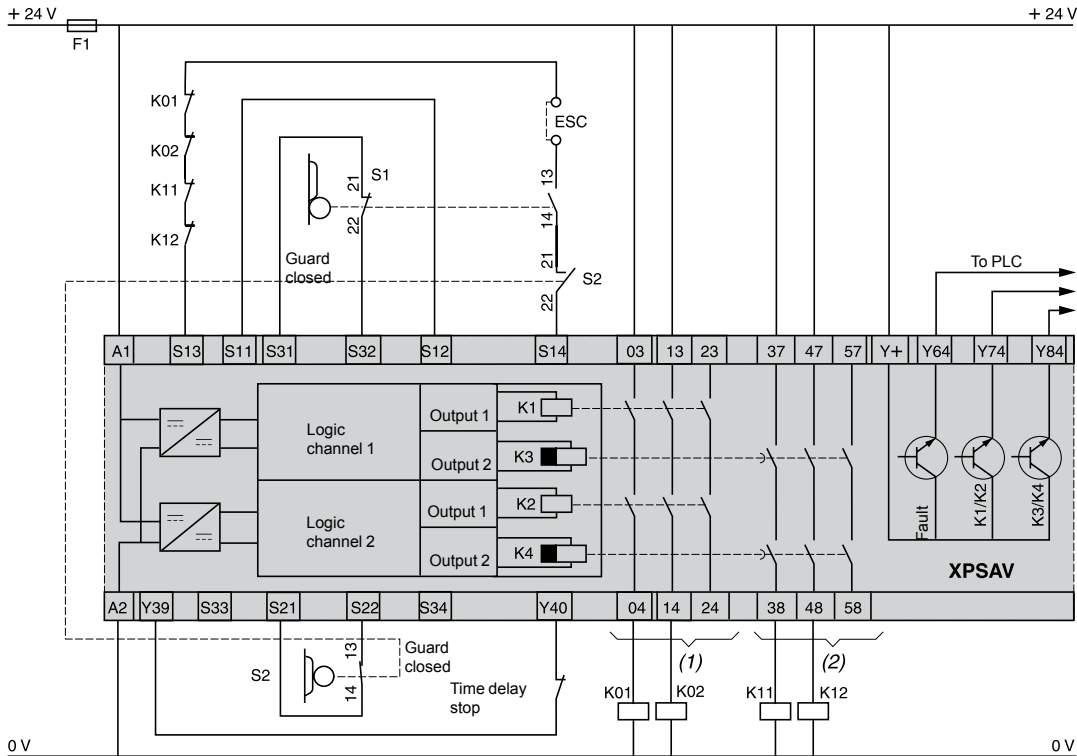 + 24 V
+ 24 V
F1
K01
K02
K11
K12
ESC
13
14
21
22
S2
S1
21
22
Guard
closed
To PLC
A1 S13 S11 S31 S32 S12 S14 03 13 23 37 47 57 Y+ Y64 Y74 Y84
Logic
channel 1
Output 1
Output 2
K1
K3
Logic
channel 2
Output 1
Output 2
K2
K4
Fault
K1/K2
K3/K4
XPSAV
A2 Y39 S33 S21 S22 S34 Y40 04 14 24 38 48 58
S2
13
14
Guard
closed
Time delay
stop
(1)
(2)
K01
K02
K11
K12
0 V
0 V